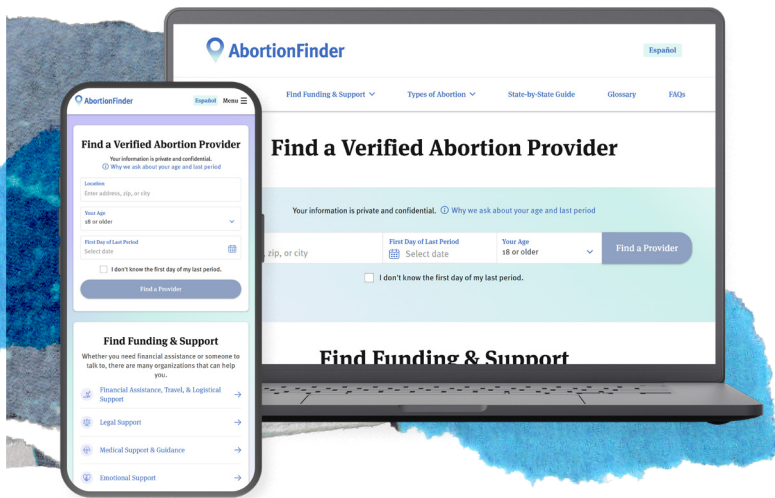 AbortionFinder
Español
Find Funding & Support
Types of Abortion
State-by-State Guide
Glossary
FAQs
Find a Verified Abortion Provider
Your information is private and confidential. Why we ask about your age and last period
, zip, or city
First Day of Last Period
Select date
Your Age
18 or older
Find a Provider
I don't know the first day of my last period.
Find Funding & Support
AbortionFinder
Español
Menu
Find a Verified Abortion Provider
Your information is private and confidential.
Why we ask about your age and last period
Location
Enter address, zip, or city
Your Age
18 or older
First Day of Last Period
Select date
I don't know the first day of my last period.
Find a Provider
Find Funding & Support
Whether you need financial assistance or someone to
talk to, there are many organizations that can help
you.
Financial Assistance, Travel, & Logistical
Support
Legal Support
Medical Support & Guidance
Emotional Support